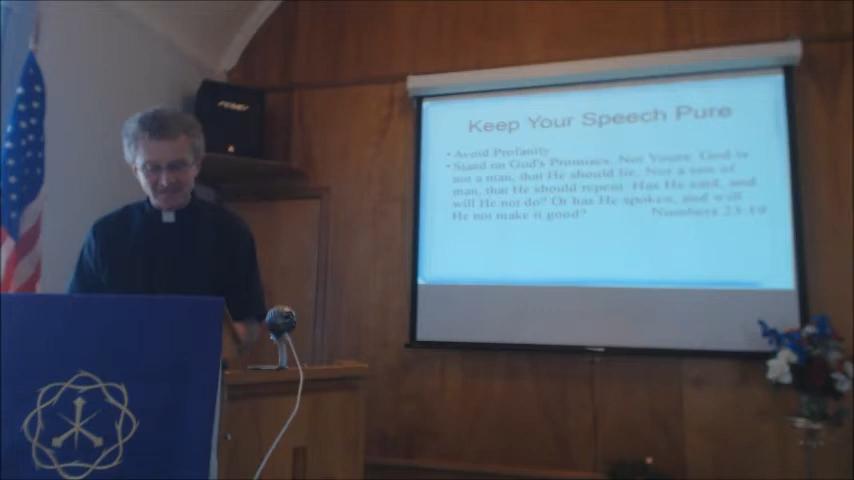 Keep Your Speech Pure
• Avoid Profanity
• Stand on God's Promises, Not Yours. God is
not a man, that He should lie, Nor a son of
man, that He should repent. Has He said, and
will He not do? Or has He spoken, and will
He not make it good? Numbers 23:19